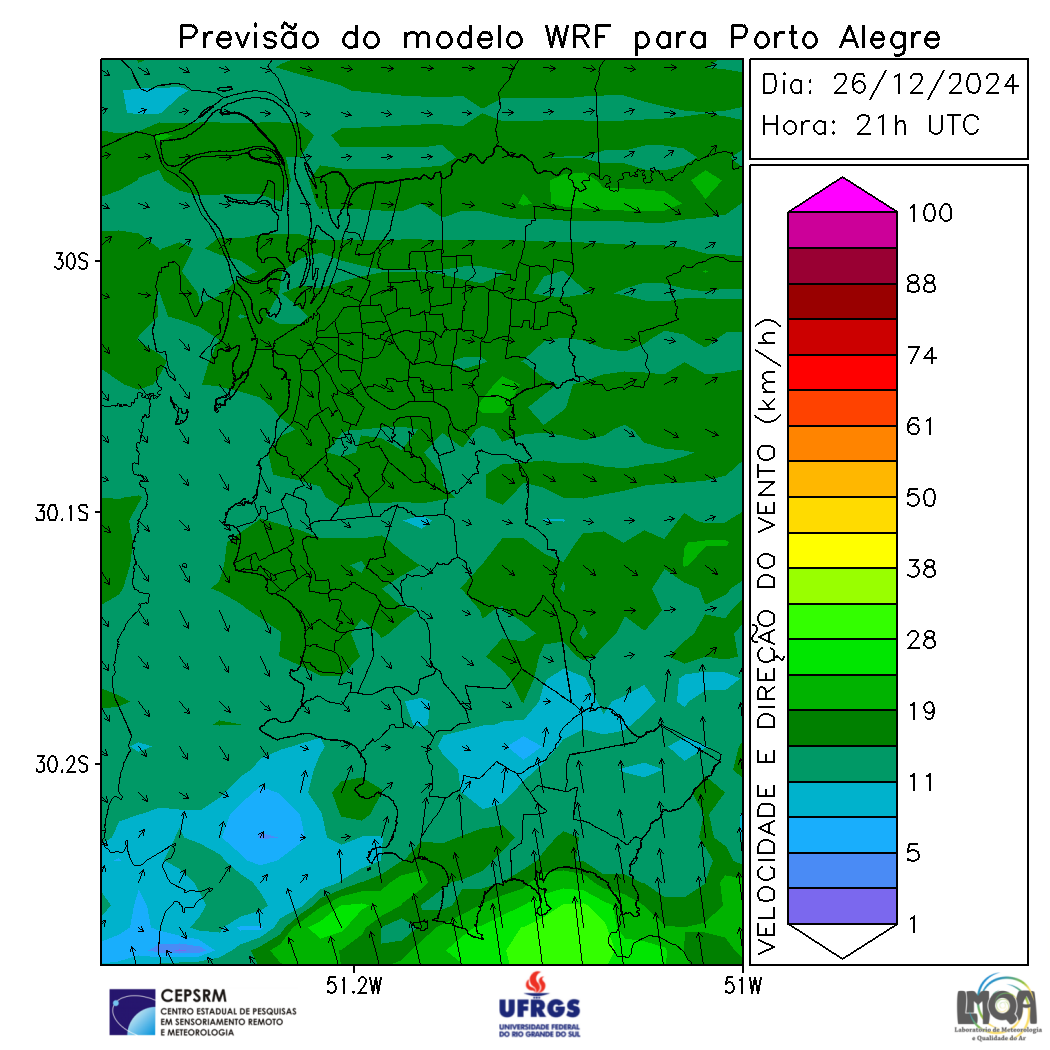 Previsão do modelo WRF para Porto Alegre
Dia: 26/12/2024
Hora: 21h UTC
100
88
74
61
50
38
28
19
11
5
1
VELOCIDADE E DIREÇÃO DO VENTO (km/h)
30S
30.1S
30.2S
51.2W
51W
CEPSRM
CENTRO ESTADUAL DE PESQUISAS
EM SENSORIAMENTO REMOTO
E METEOROLOGIA
UFRGS
UNIVERSIDADE FEDERAL
DO RIO GRANDE DO SUL
LMQA
Laboratório de Meteorologia
e Qualidade do Ar